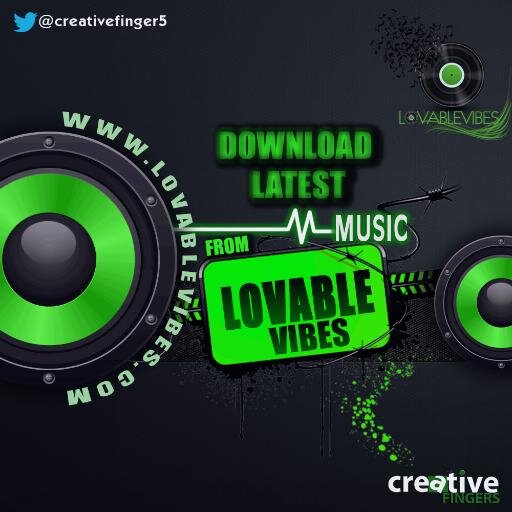 @creativefinger5
LOVABLEVIBES
WWW.LOVABLEVIBES.COM
DOWNLOAD
LATEST
MUSIC
FROM
LOVABLE
VIBES
creative
FINGERS